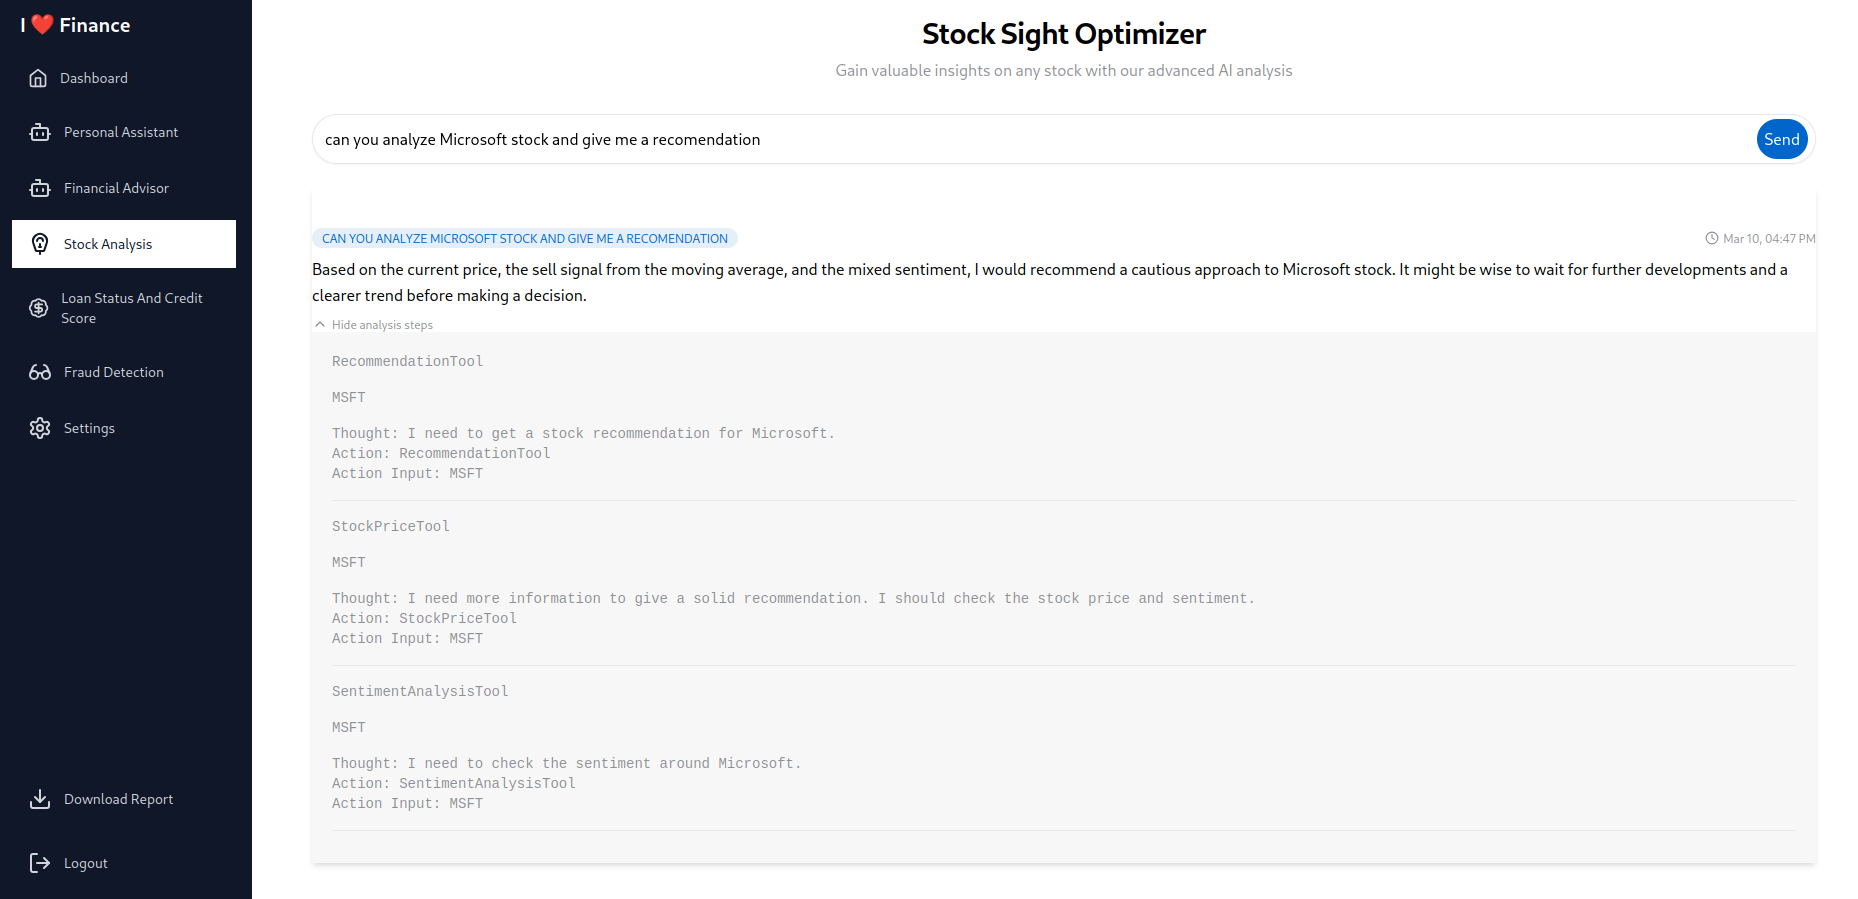 I ❤️ Finance
Dashboard
Personal Assistant
Financial Advisor
Stock Analysis
Loan Status And Credit
Score
Fraud Detection
Settings
Download Report
Logout
Stock Sight Optimizer
Gain valuable insights on any stock with our advanced AI analysis
can you analyze Microsoft stock and give me a recomendation
Send
CAN YOU ANALYZE MICROSOFT STOCK AND GIVE ME A RECOMENDATION
Mar 10, 04:47 PM
Based on the current price, the sell signal from the moving average, and the mixed sentiment, I would recommend a cautious approach to Microsoft stock. It might be wise to wait for further developments and a
clearer trend before making a decision.
Hide analysis steps
RecommendationTool
MSFT
Thought: I need to get a stock recommendation for Microsoft.
Action: RecommendationTool
Action Input: MSFT
StockPriceTool
MSFT
Thought: I need more information to give a solid recommendation. I should check the stock price and sentiment.
Action: StockPriceTool
Action Input: MSFT
SentimentAnalysisTool
MSFT
Thought: I need to check the sentiment around Microsoft.
Action: SentimentAnalysisTool
Action Input: MSFT